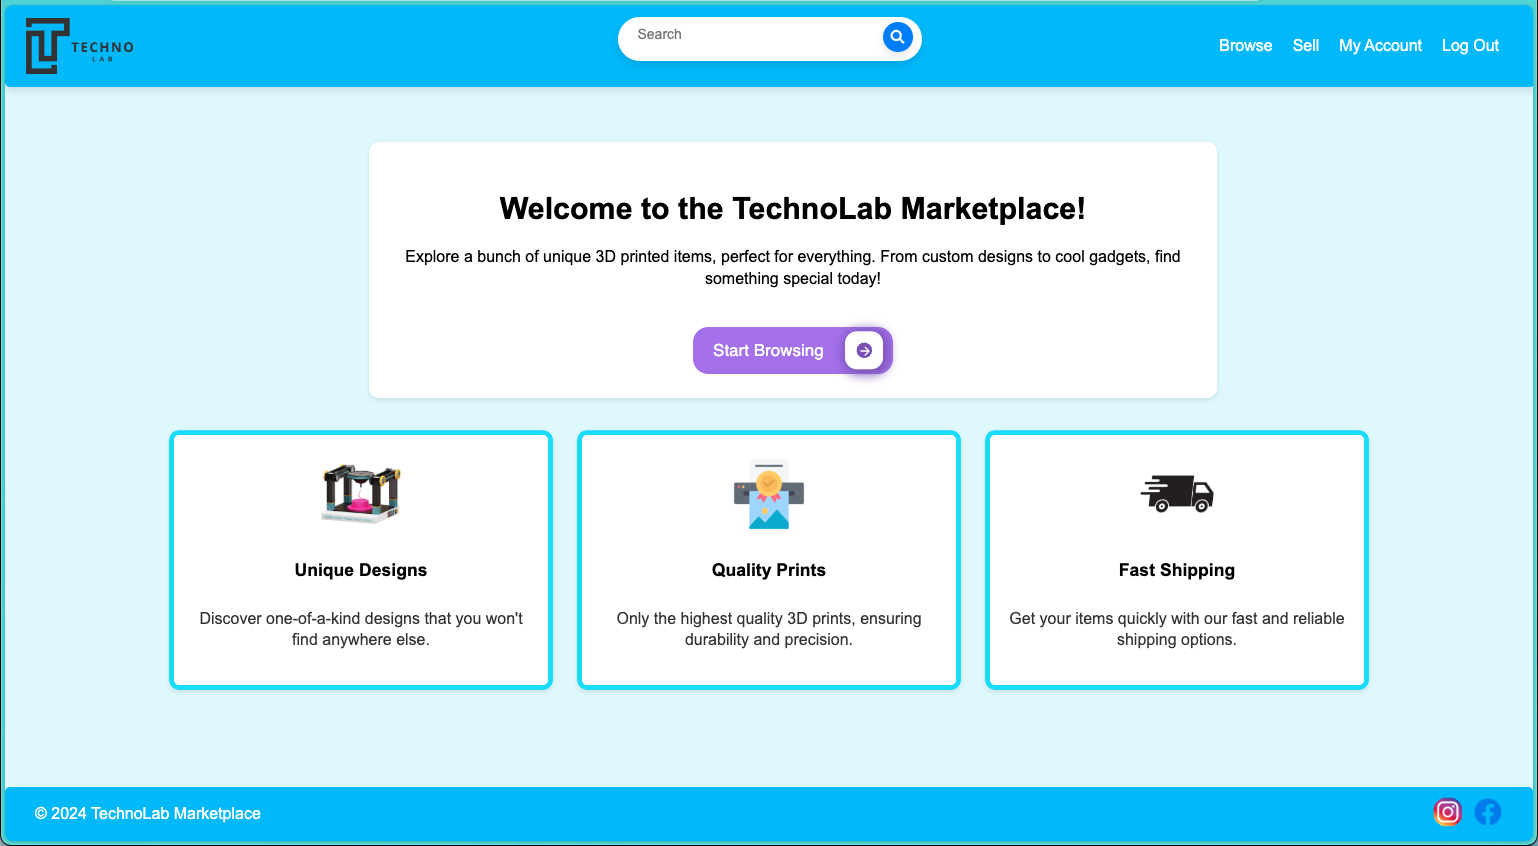 TECHNO
LAB
Search
Browse Sell My Account Log Out
Welcome to the TechnoLab Marketplace!
Explore a bunch of unique 3D printed items, perfect for everything. From custom designs to cool gadgets, find
something special today!
Start Browsing
Unique Designs
Discover one-of-a-kind designs that you won't
find anywhere else.
Quality Prints
Only the highest quality 3D prints, ensuring
durability and precision.
Fast Shipping
Get your items quickly with our fast and reliable
shipping options.
© 2024 TechnoLab Marketplace